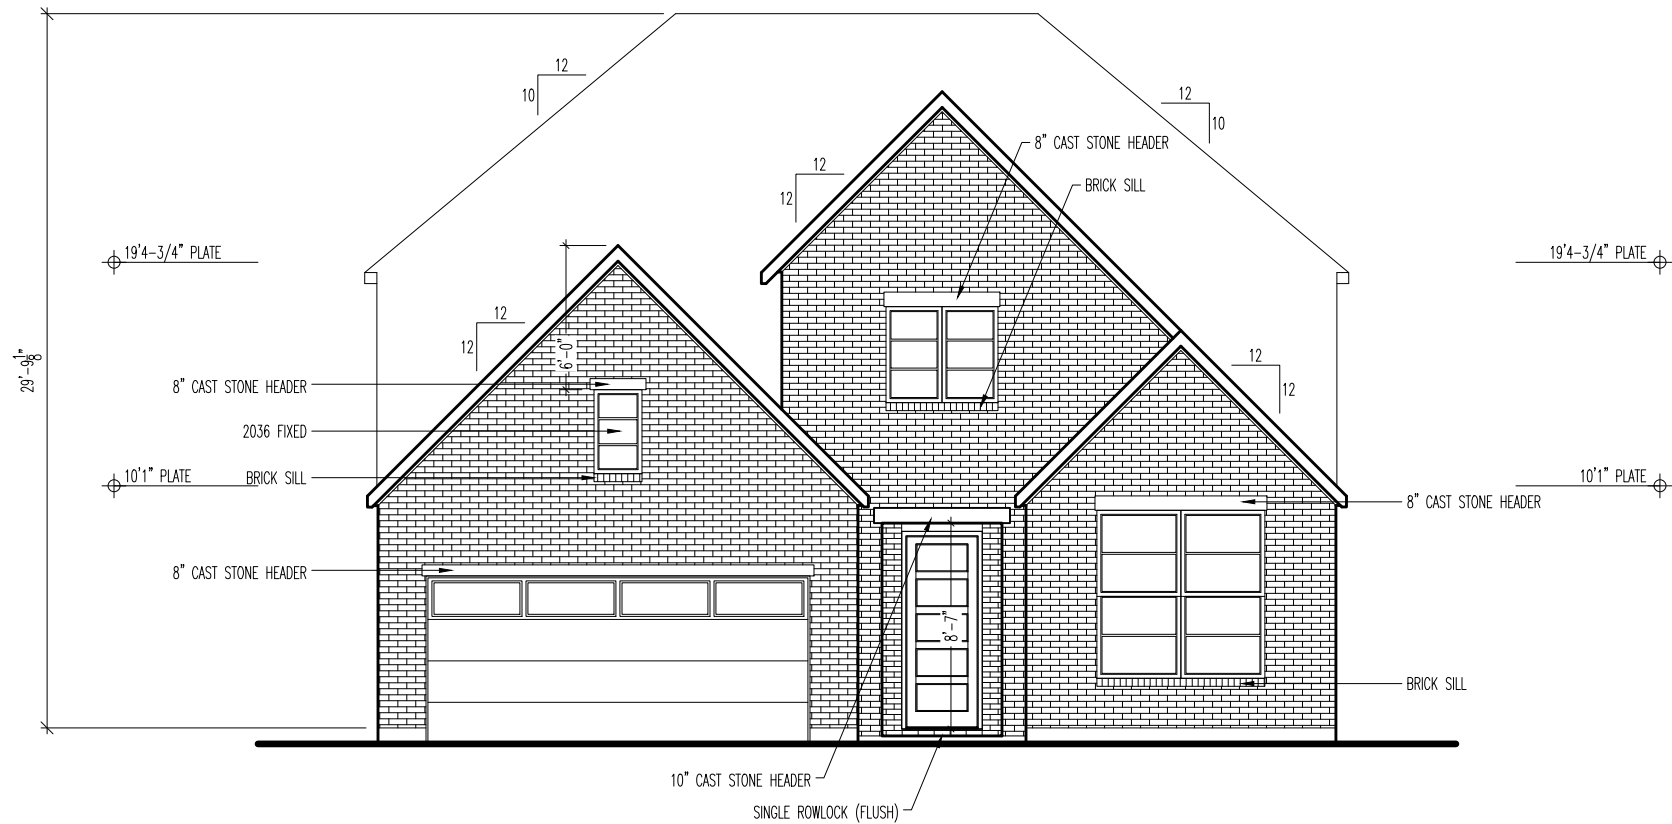 12
10
12
10
8" CAST STONE HEADER
12
12
BRICK SILL
19'4-3/4" PLATE
19'4-3/4" PLATE
12
12
6'-0"
29'-9 1/8"
12
12
8" CAST STONE HEADER
2036 FIXED
10'1" PLATE
BRICK SILL
10'1" PLATE
8" CAST STONE HEADER
8" CAST STONE HEADER
8'-7"
BRICK SILL
10" CAST STONE HEADER
SINGLE ROWLOCK (FLUSH)